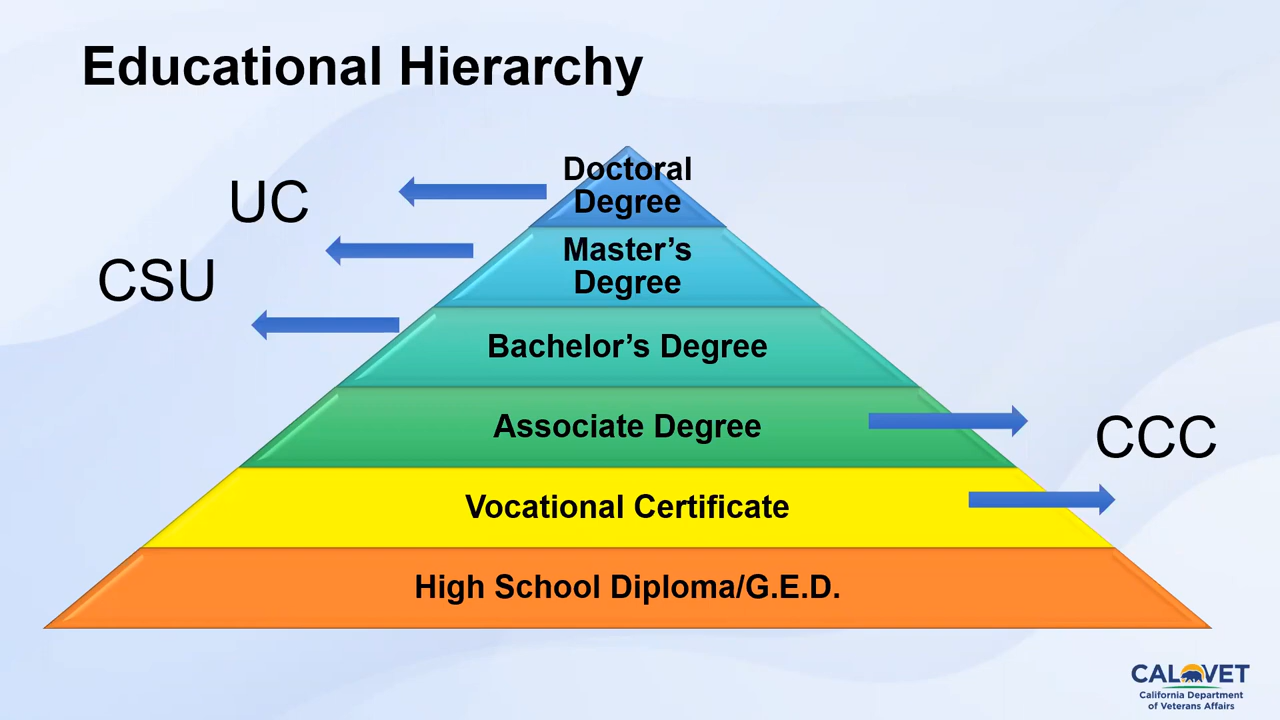 Educational Hierarchy
UC
CSU
Doctoral
Degree
Master’s
Degree
Bachelor’s Degree
Associate Degree
CCC
Vocational Certificate
High School Diploma/G.E.D.
CALVET
California Department
of Veterans Affairs